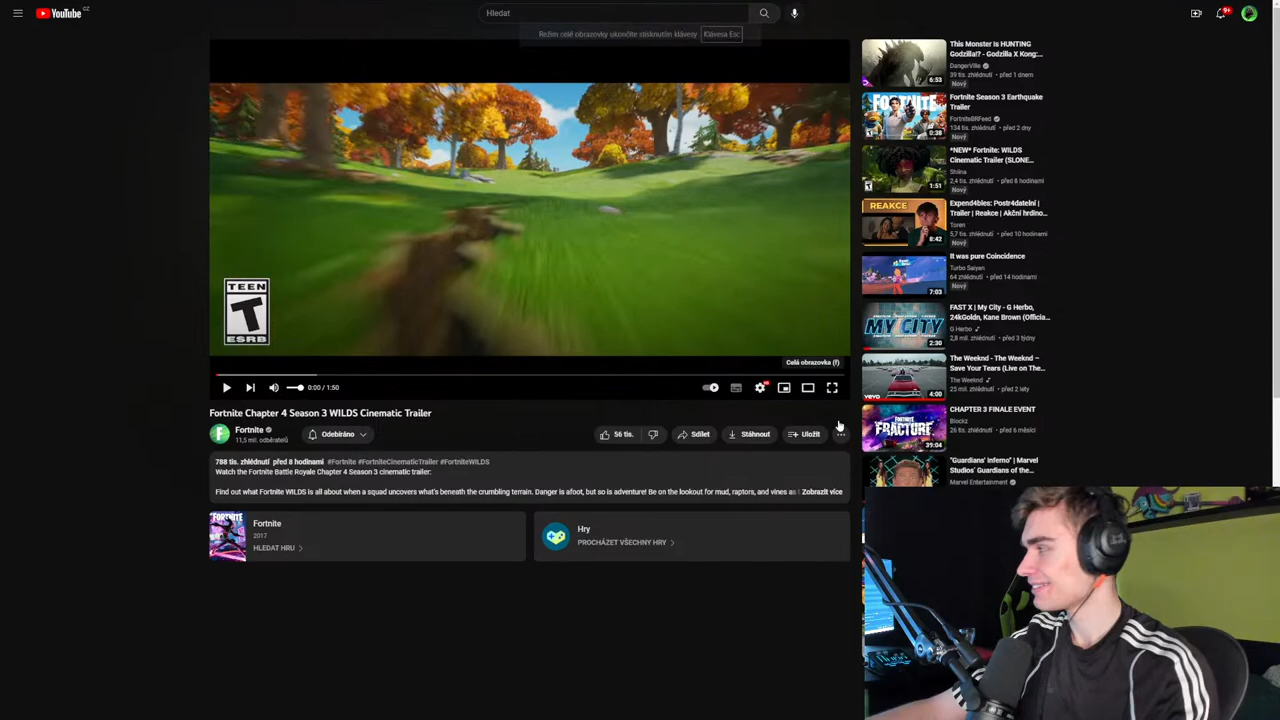 YouTube CZ
Hledat
Režim celé obrazovky ukončíte stisknutím klávesy Klávesa Esc
9+
TEEN
T
ESRB
Celá obrazovka (f)
0:00 / 1:50
Fortnite Chapter 4 Season 3 WILDS Cinematic Trailer
Fortnite
11,5 mil. odběratelů
Odebíráno
56 tis.
Sdílet
Stáhnout
Uložit
788 tis. zhlédnutí před 8 hodinami #Fortnite #FortniteCinematicTrailer #FortniteWILDS
Watch the Fortnite Battle Royale Chapter 4 Season 3 cinematic trailer.
Find out what Fortnite WILDS is all about when a squad uncovers what's beneath the crumbling terrain. Danger is afoot, but so is adventure! Be on the lookout for mud, raptors, and vines as Zobrazit více
Fortnite
2017
HLEDAT HRU
Hry
PROCHÁZET VŠECHNY HRY
6:53
This Monster Is HUNTING
Godzilla!? - Godzilla X Kong:...
DangerVille
39 tis. zhlédnutí • před 1 dnem
Nový
FORTNITE
0:38
Fortnite Season 3 Earthquake
Trailer
FortniteBRFeed
134 tis. zhlédnutí • před 2 dny
Nový
1:51
*NEW* Fortnite: WILDS
Cinematic Trailer (SLONE...
Shiina
2,4 tis. zhlédnutí • před 6 hodinami
Nový
REAKCE
8:42
Expend4bles: Postr4datelní |
Trailer | Reakce | Akční hrdino...
Toren
5,7 tis. zhlédnutí • před 10 hodinami
Nový
7:03
It was pure Coincidence
Turbo Saiyan
64 zhlédnutí • před 14 hodinami
Nový
MY CITY
2:30
FAST X | My City - G Herbo,
24kGoldn, Kane Brown (Officia...
G Herbo
2,8 mil. zhlédnutí • před 3 týdny
vevo
4:00
The Weeknd - The Weeknd –
Save Your Tears (Live on The...
The Weeknd
25 mil. zhlédnutí • před 2 lety
FRACTURE
39:04
CHAPTER 3 FINALE EVENT
Blockz
26 tis. zhlédnutí • před 6 měsíci
"Guardians' Inferno" | Marvel
Studios' Guardians of the...
Marvel Entertainment